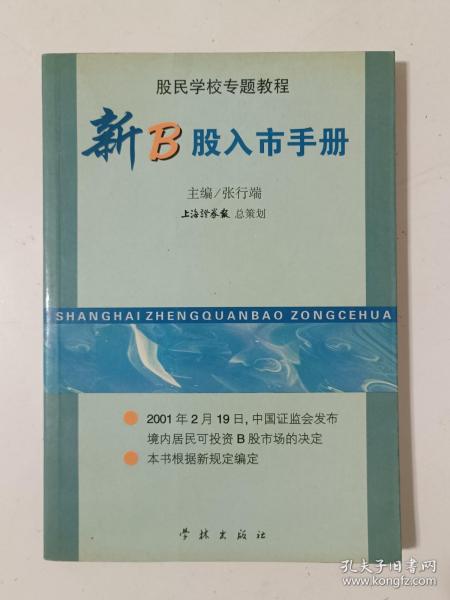 股民学校专题教程
新B股入市手册
主编/张行端
上海证券报 总策划
SHANGHAIZHENGQUANBAO ZONGCEHUA
2001年2月19日，中国证监会发布
境内居民可投资B股市场的决定
本书根据新规定编定
学林出版社
孔夫子旧书网
www.kongfz.com